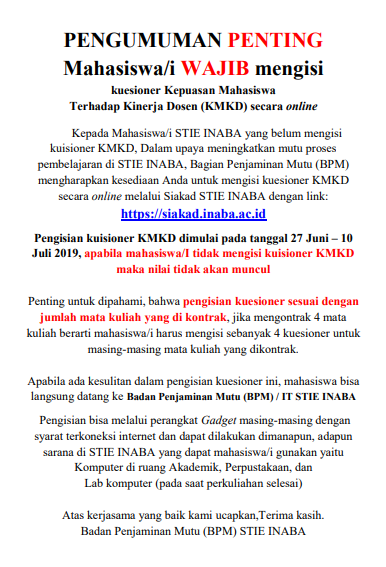 PENGUMUMAN PENTING
Mahasiswa/i WAJIB mengisi
kuesioner Kepuasan Mahasiswa
Terhadap Kinerja Dosen (KMKD) secara online
Kepada Mahasiswa/i STIE INABA yang belum mengisi
kuisioner KMKD, Dalam upaya meningkatkan mutu proses
pembelajaran di STIE INABA, Bagian Penjaminan Mutu (BPM)
mengharapkan kesediaan Anda untuk mengisi kuesioner KMKD
secara online melalui Siakad STIE INABA dengan link:
https://siakad.inaba.ac.id
Pengisian kuisioner KMKD dimulai pada tanggal 27 Juni – 10
Juli 2019, apabila mahasiswa/I tidak mengisi kuisioner KMKD
maka nilai tidak akan muncul
Penting untuk dipahami, bahwa pengisian kuesioner sesuai dengan
jumlah mata kuliah yang di kontrak, jika mengontrak 4 mata
kuliah berarti mahasiswa/i harus mengisi sebanyak 4 kuesioner untuk
masing-masing mata kuliah yang dikontrak.
Apabila ada kesulitan dalam pengisian kuesioner ini, mahasiswa bisa
langsung datang ke Badan Penjaminan Mutu (BPM) / IT STIE INABA
Pengisian bisa melalui perangkat Gadget masing-masing dengan
syarat terkoneksi internet dan dapat dilakukan dimanapun, adapun
sarana di STIE INABA yang dapat mahasiswa/i gunakan yaitu
Komputer di ruang Akademik, Perpustakaan, dan
Lab komputer (pada saat perkuliahan selesai)
Atas kerjasama yang baik kami ucapkan,Terima kasih.
Badan Penjaminan Mutu (BPM) STIE INABA